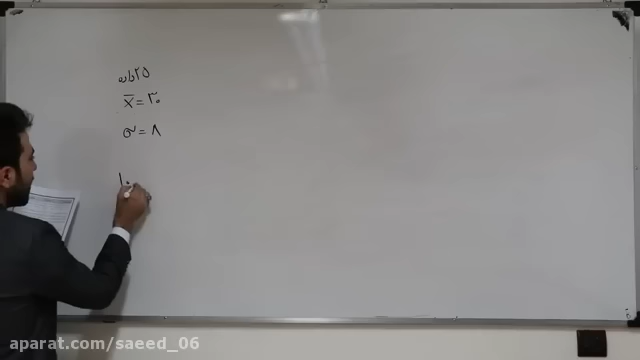 ۲۵ داده
x̄ = ۳۰
σ = ۸
۱۰
aparat.com/saeed_06